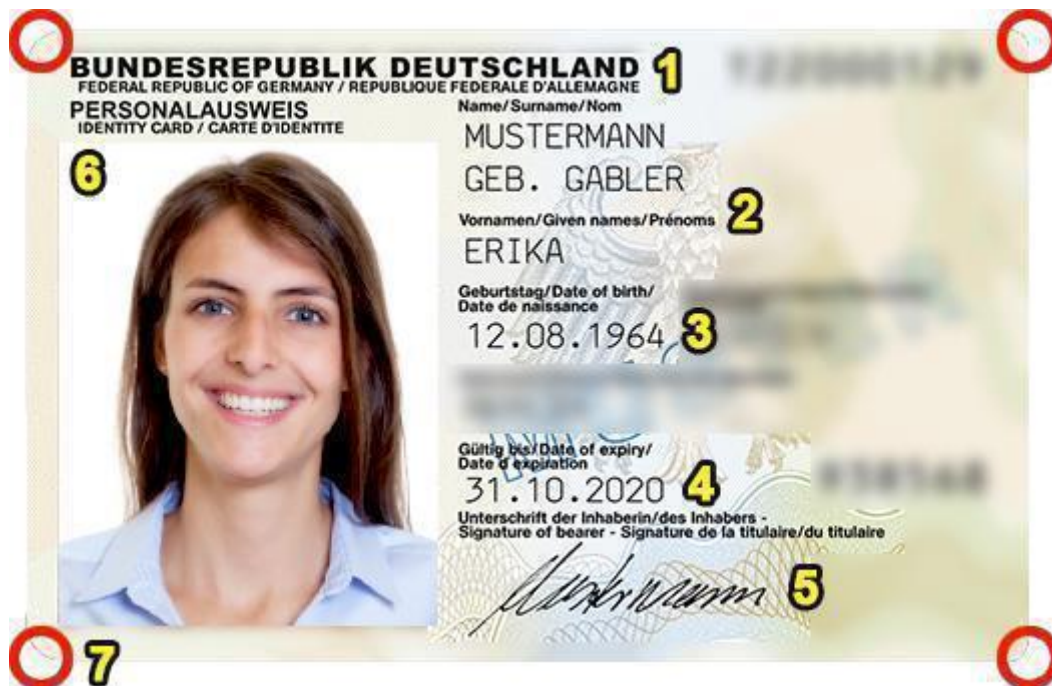 BUNDESREPUBLIK DEUTSCHLAND 1
FEDERAL REPUBLIC OF GERMANY / REPUBLIQUE FEDERALE D'ALLEMAGNE
PERSONALAUSWEIS
IDENTITY CARD / CARTE D'IDENTITE
6
Name/Surname/Nom
MUSTERMANN
GEB. GABLER
Vornamen/Given names/Prénoms 2
ERIKA
Geburtstag/Date of birth/
Date de naissance
12.08.1964 3
Gültig bis/Date of expiry/
Date d'expiration
31.10.2020 4
Unterschrift der Inhaberin/des Inhabers -
Signature of bearer - Signature de la titulaire/du titulaire
Mustermann 5
7